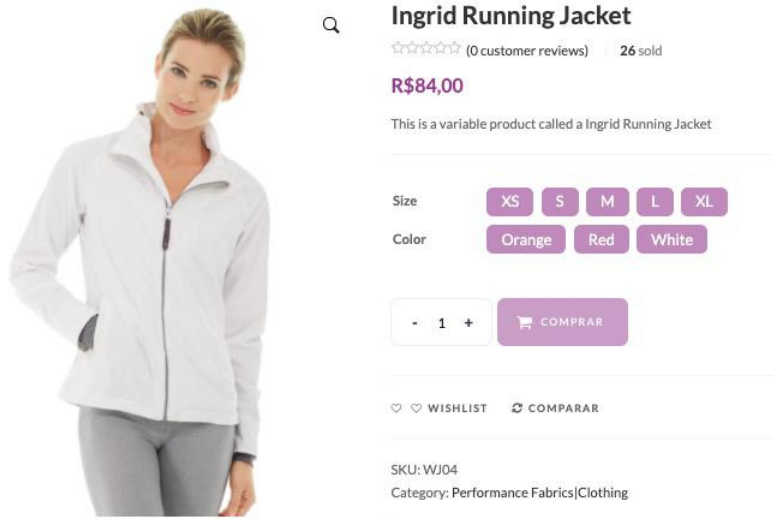 Ingrid Running Jacket
(0 customer reviews) 26 sold
R$84,00
This is a variable product called a Ingrid Running Jacket
Size XS S M L XL
Color Orange Red White
- 1 + COMPRAR
WISHLIST COMPARAR
SKU: WJ04
Category: Performance Fabrics|Clothing